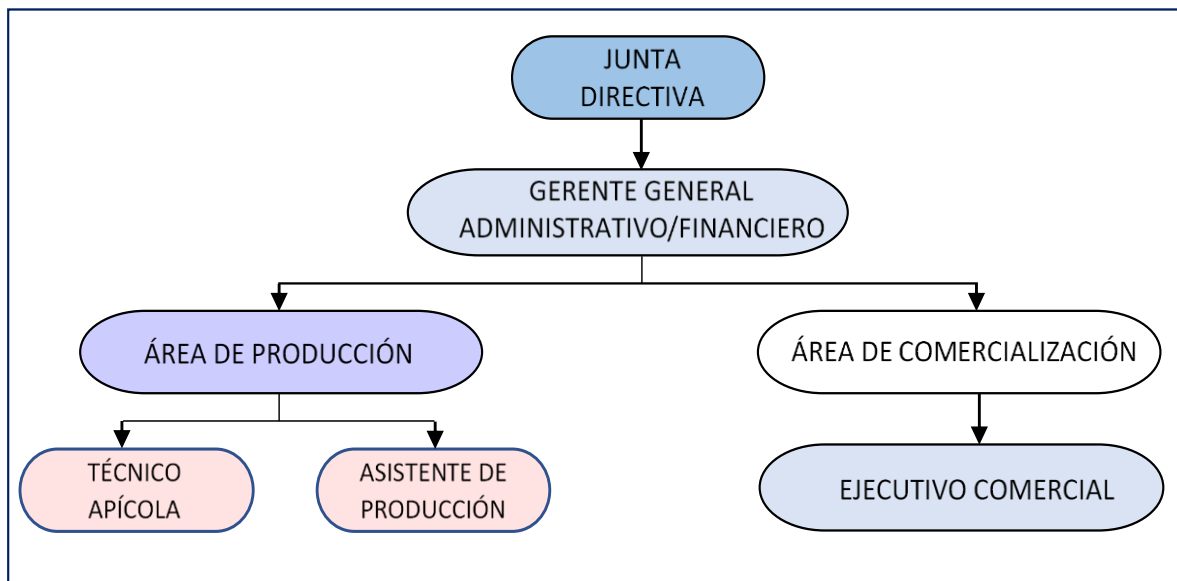 JUNTA
DIRECTIVA
GERENTE GENERAL
ADMINISTRATIVO/FINANCIERO
ÁREA DE PRODUCCIÓN
ÁREA DE COMERCIALIZACIÓN
TÉCNICO
APÍCOLA
ASISTENTE DE
PRODUCCIÓN
EJECUTIVO COMERCIAL